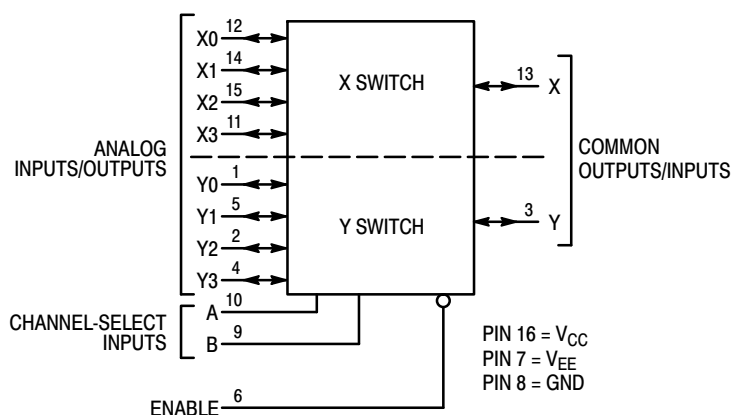 X0 12
X1 14
X2 15
X3 11
X SWITCH
13 X
ANALOG
INPUTS/OUTPUTS
COMMON
OUTPUTS/INPUTS
Y0 1
Y1 5
Y2 2
Y3 4
Y SWITCH
3 Y
CHANNEL-SELECT
INPUTS
A 10
B 9
PIN 16 = VCC
PIN 7 = VEE
PIN 8 = GND
ENABLE 6